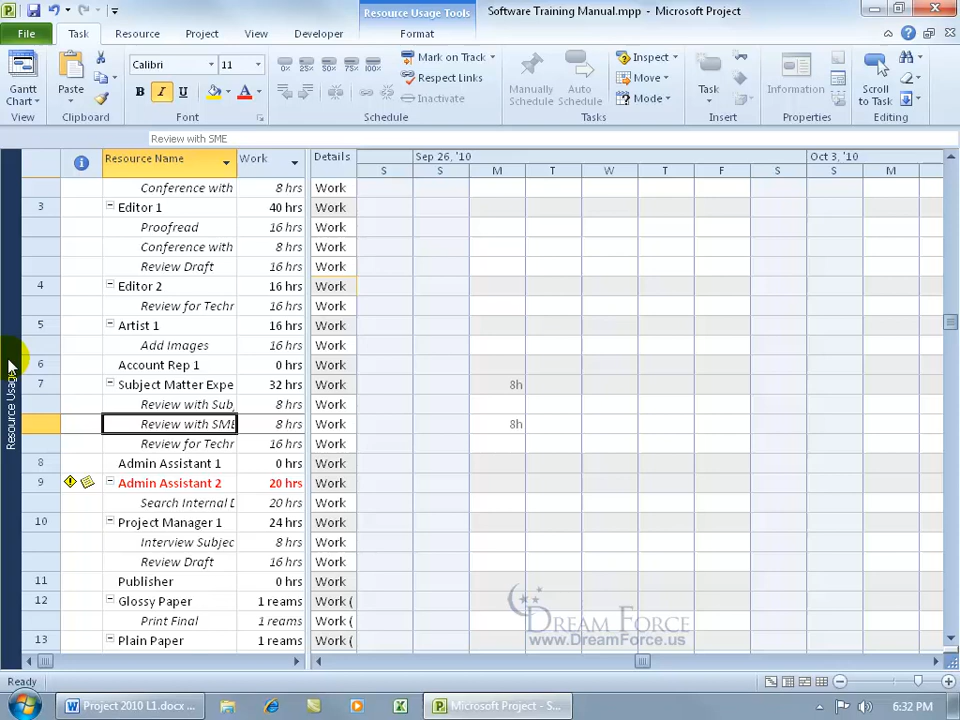 Resource Usage Tools
Software Training Manual.mpp - Microsoft Project
File Task Resource Project View Developer Format
Calibri 11
Mark on Track Inspect
Respect Links Move
Inactivate Mode
Gantt Chart Paste Manually Schedule Auto Schedule Task Information Scroll to Task
B I U A
0% 25% 50% 75% 100%
View Clipboard Font Schedule Tasks Insert Properties Editing
Review with SME
Resource Name Work Details Sep 26, '10 Oct 3, '10
S S M T W T F S S M
Conference with 8 hrs Work
3 Editor 1 40 hrs Work
Proofread 16 hrs Work
Conference with 8 hrs Work
Review Draft 16 hrs Work
4 Editor 2 16 hrs Work
Review for Techr 16 hrs Work
5 Artist 1 16 hrs Work
Add Images 16 hrs Work
6 Account Rep 1 0 hrs Work
7 Subject Matter Expe 32 hrs Work 8h
Review with Sub 8 hrs Work
Review with SME 8 hrs Work 8h
Review for Techr 16 hrs Work
8 Admin Assistant 1 0 hrs Work
9 Admin Assistant 2 20 hrs Work
Search Internal D 20 hrs Work
10 Project Manager 1 24 hrs Work
Interview Subjec 8 hrs Work
Review Draft 16 hrs Work
11 Publisher 0 hrs Work
12 Glossy Paper 1 reams Work (
Print Final 1 reams Work (
13 Plain Paper 1 reams Work (
Resource Usage
DREAM FORCE
www.DreamForce.us
Ready
Project 2010 L1.docx ... Microsoft Project - S... 6:32 PM